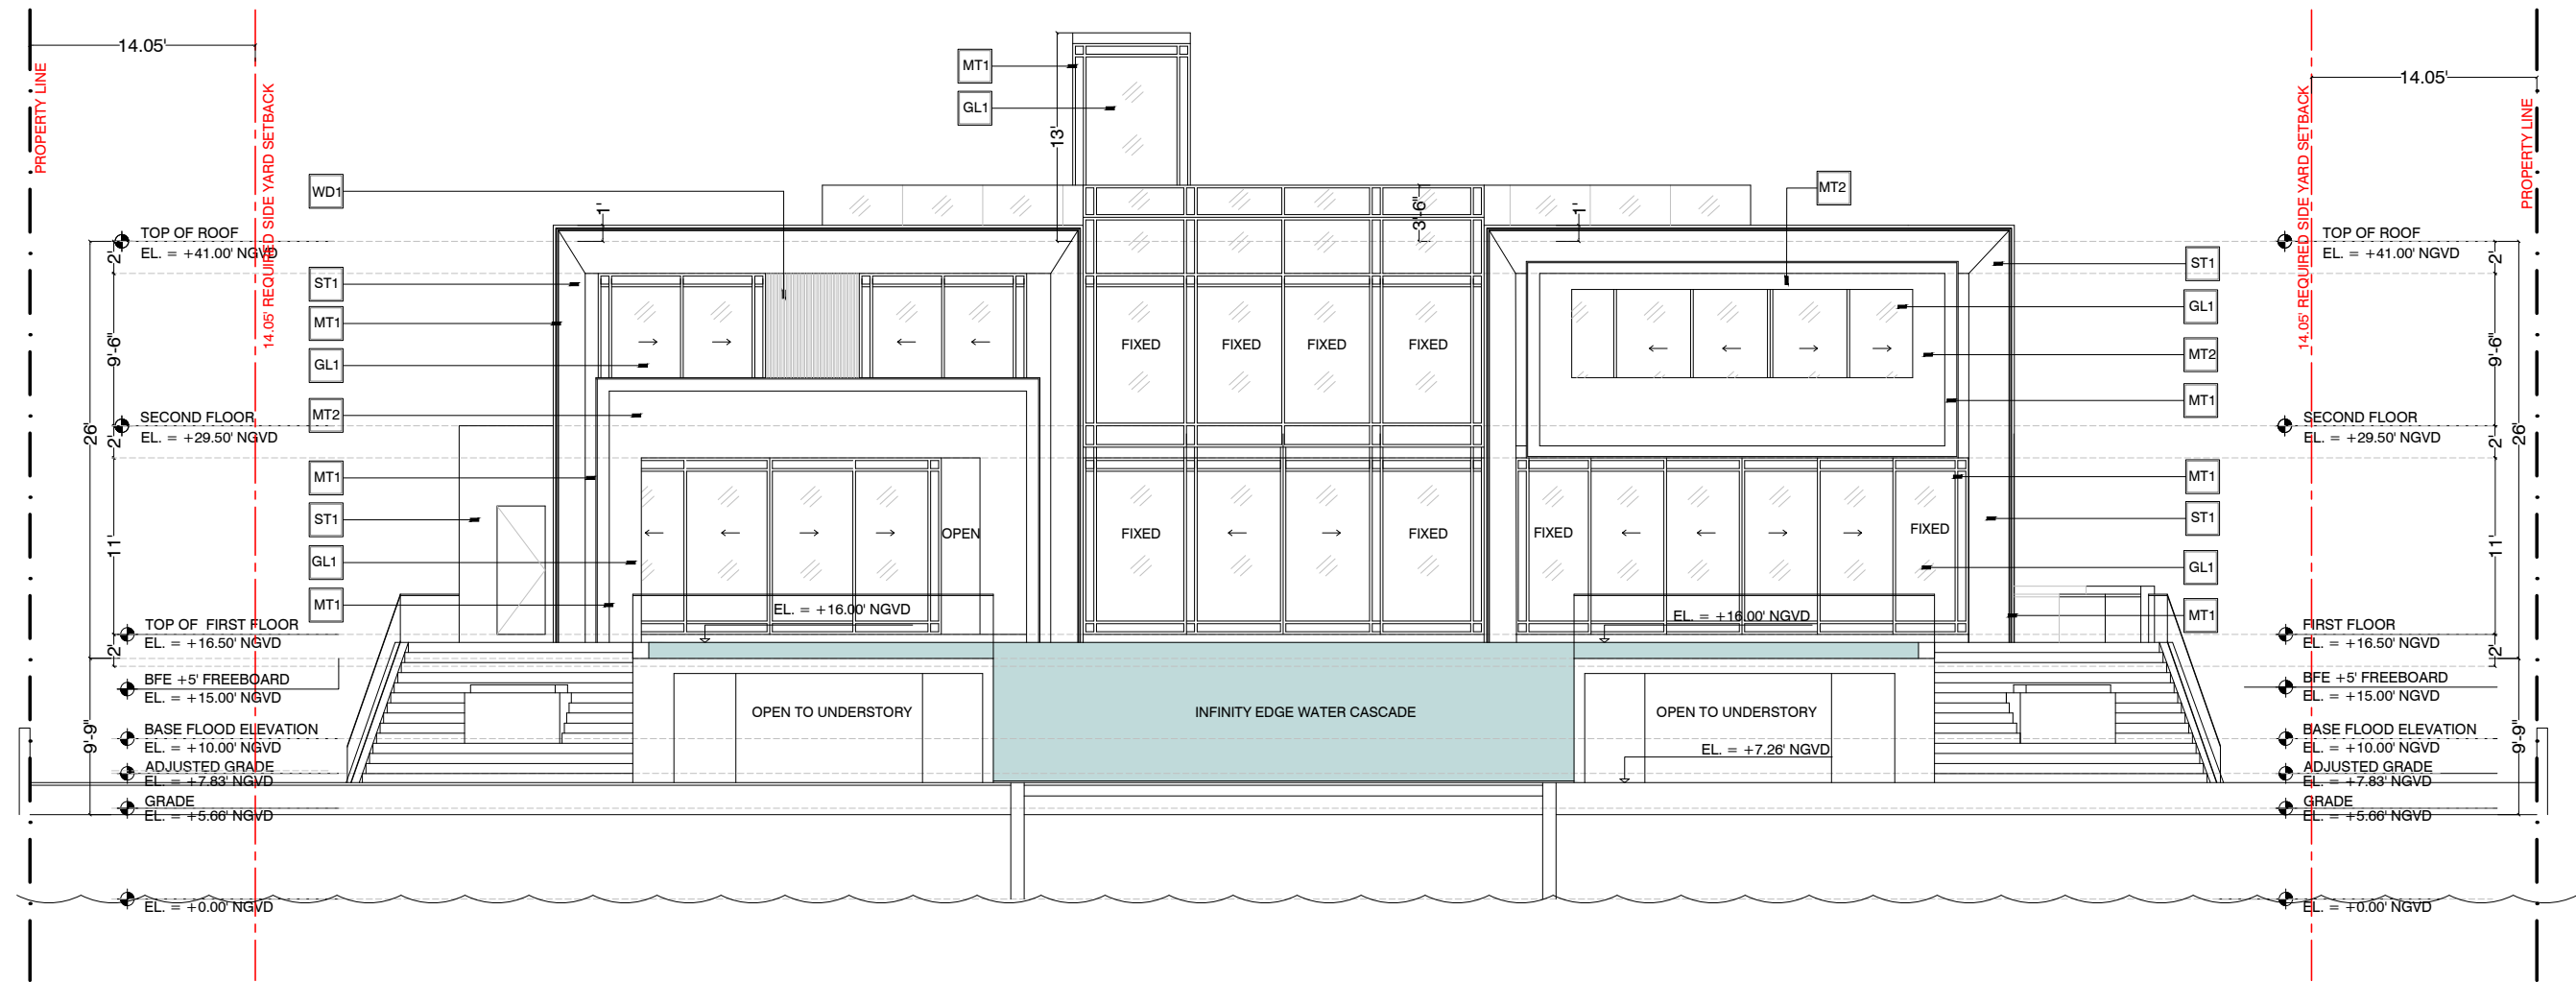 14.05'
14.05'
PROPERTY LINE
14.05' REQUIRED SIDE YARD SETBACK
14.05' REQUIRED SIDE YARD SETBACK
PROPERTY LINE
MT1
GL1
13'
WD1
MT2
1'
3'-6"
1'
TOP OF ROOF
EL. = +41.00' NGVD
TOP OF ROOF
EL. = +41.00' NGVD
2'
2'
ST1
MT1
GL1
MT2
MT1
ST1
GL1
MT1
ST1
GL1
MT2
MT1
MT1
ST1
GL1
MT1
9'-6"
9'-6"
FIXED
FIXED
FIXED
FIXED
SECOND FLOOR
EL. = +29.50' NGVD
SECOND FLOOR
EL. = +29.50' NGVD
26'
2'
2'
26'
11'
11'
OPEN
FIXED
FIXED
FIXED
FIXED
EL. = +16.00' NGVD
EL. = +16.00' NGVD
TOP OF FIRST FLOOR
EL. = +16.50' NGVD
FIRST FLOOR
EL. = +16.50' NGVD
2'
2'
BFE +5' FREEBOARD
EL. = +15.00' NGVD
BFE +5' FREEBOARD
EL. = +15.00' NGVD
OPEN TO UNDERSTORY
INFINITY EDGE WATER CASCADE
OPEN TO UNDERSTORY
9'-9"
9'-9"
BASE FLOOD ELEVATION
EL. = +10.00' NGVD
BASE FLOOD ELEVATION
EL. = +10.00' NGVD
EL. = +7.26' NGVD
ADJUSTED GRADE
EL. = +7.83' NGVD
ADJUSTED GRADE
EL. = +7.83' NGVD
GRADE
EL. = +5.66' NGVD
GRADE
EL. = +5.66' NGVD
EL. = +0.00' NGVD
EL. = +0.00' NGVD